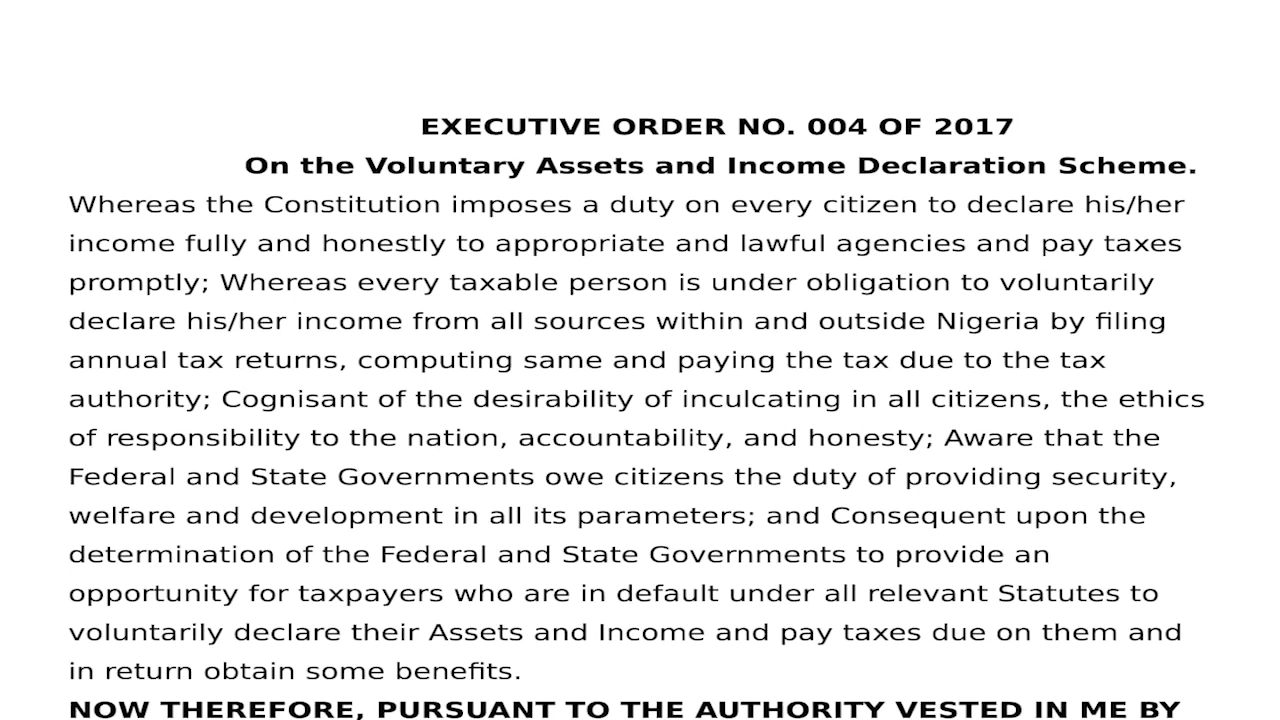 EXECUTIVE ORDER NO. 004 OF 2017
On the Voluntary Assets and Income Declaration Scheme.
Whereas the Constitution imposes a duty on every citizen to declare his/her
income fully and honestly to appropriate and lawful agencies and pay taxes
promptly; Whereas every taxable person is under obligation to voluntarily
declare his/her income from all sources within and outside Nigeria by filing
annual tax returns, computing same and paying the tax due to the tax
authority; Cognisant of the desirability of inculcating in all citizens, the ethics
of responsibility to the nation, accountability, and honesty; Aware that the
Federal and State Governments owe citizens the duty of providing security,
welfare and development in all its parameters; and Consequent upon the
determination of the Federal and State Governments to provide an
opportunity for taxpayers who are in default under all relevant Statutes to
voluntarily declare their Assets and Income and pay taxes due on them and
in return obtain some benefits.
NOW THEREFORE, PURSUANT TO THE AUTHORITY VESTED IN ME BY